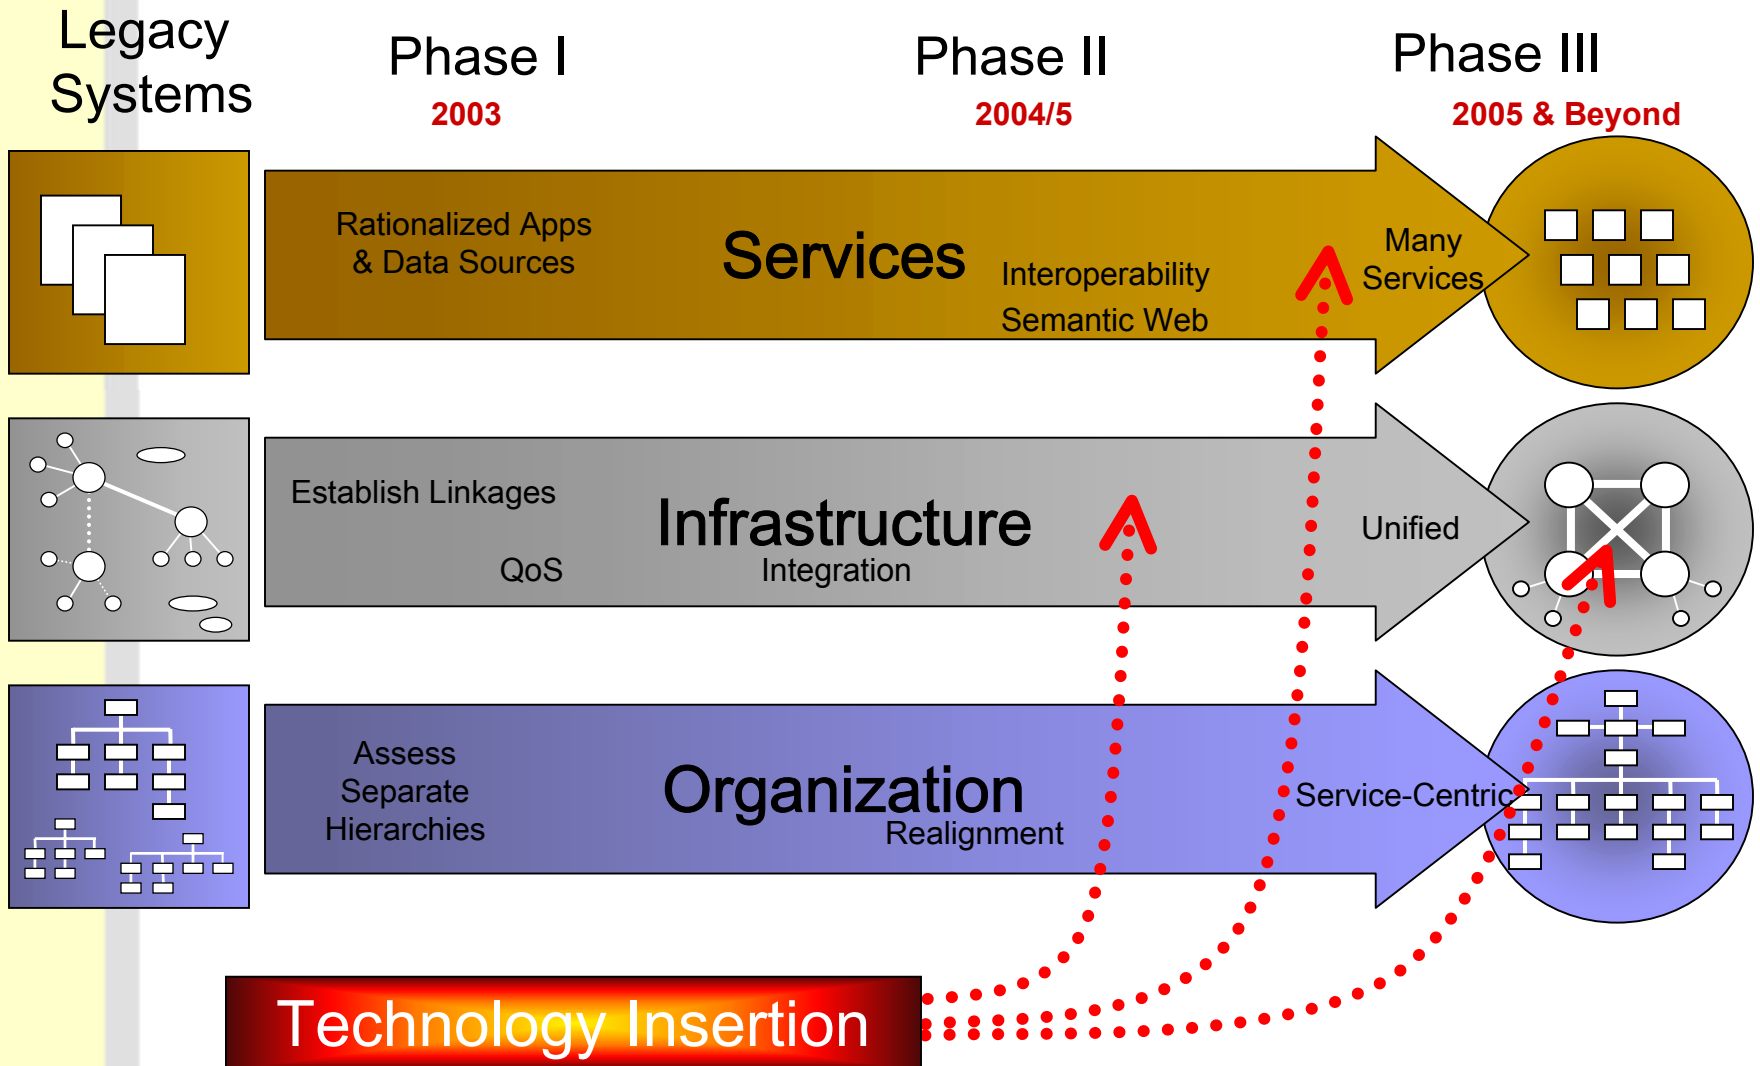 Legacy
Systems
Phase I
2003
Phase II
2004/5
Phase III
2005 & Beyond
Rationalized Apps
& Data Sources
Services
Interoperability
Semantic Web
Many
Services
Establish Linkages
QoS
Infrastructure
Integration
Unified
Assess
Separate
Hierarchies
Organization
Realignment
Service-Centric
Technology Insertion